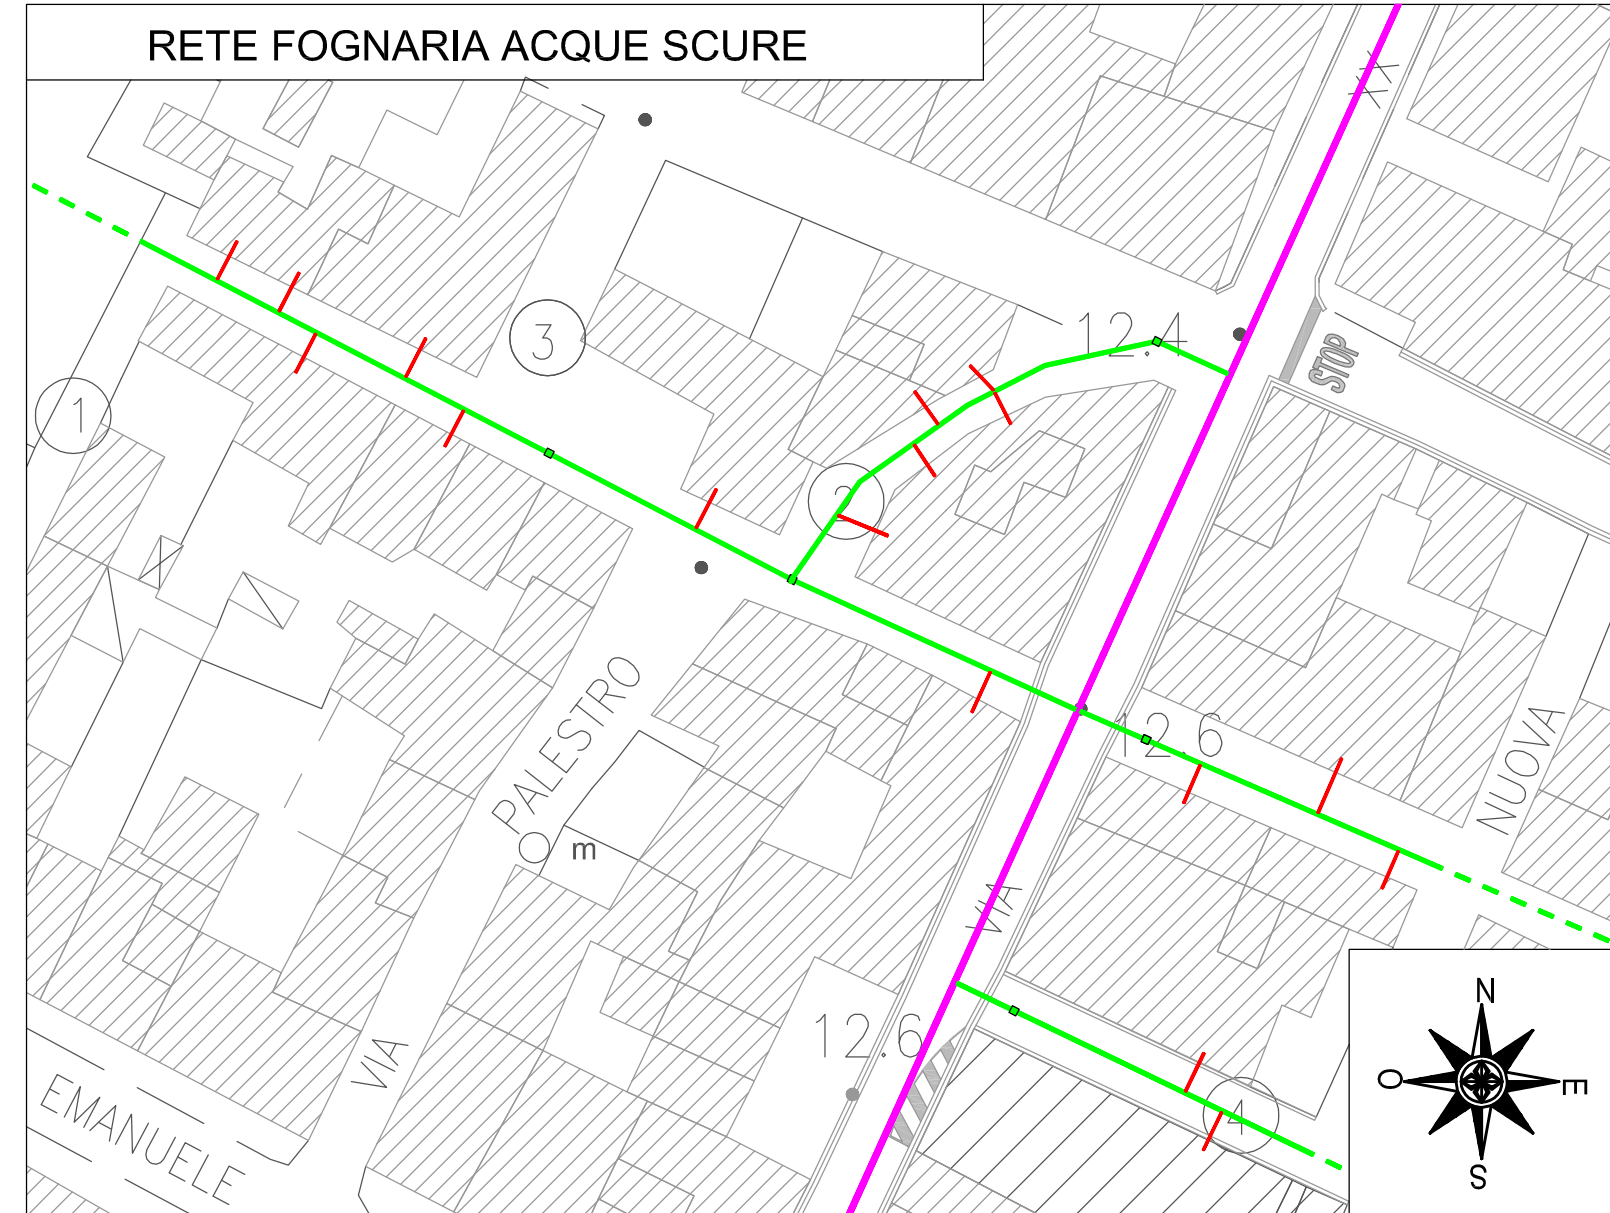 RETE FOGNARIA ACQUE SCURE
XX
12.4
3
STOP
1
2
PALESTRO
12.6
NUOVA
m
VIA
12.6
VIA
EMANUELE
4
N
O
E
S